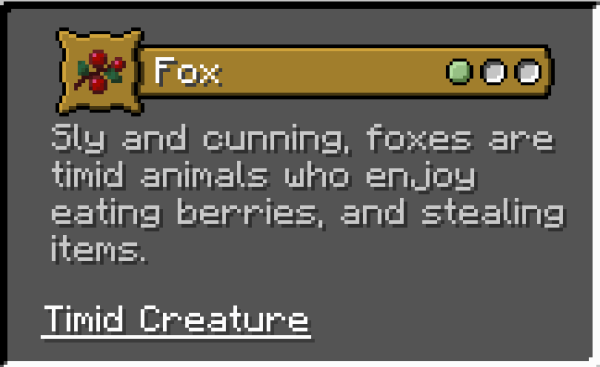 Fox
Sly and cunning, foxes are
timid animals who enjoy
eating berries, and stealing
items.
Timid Creature